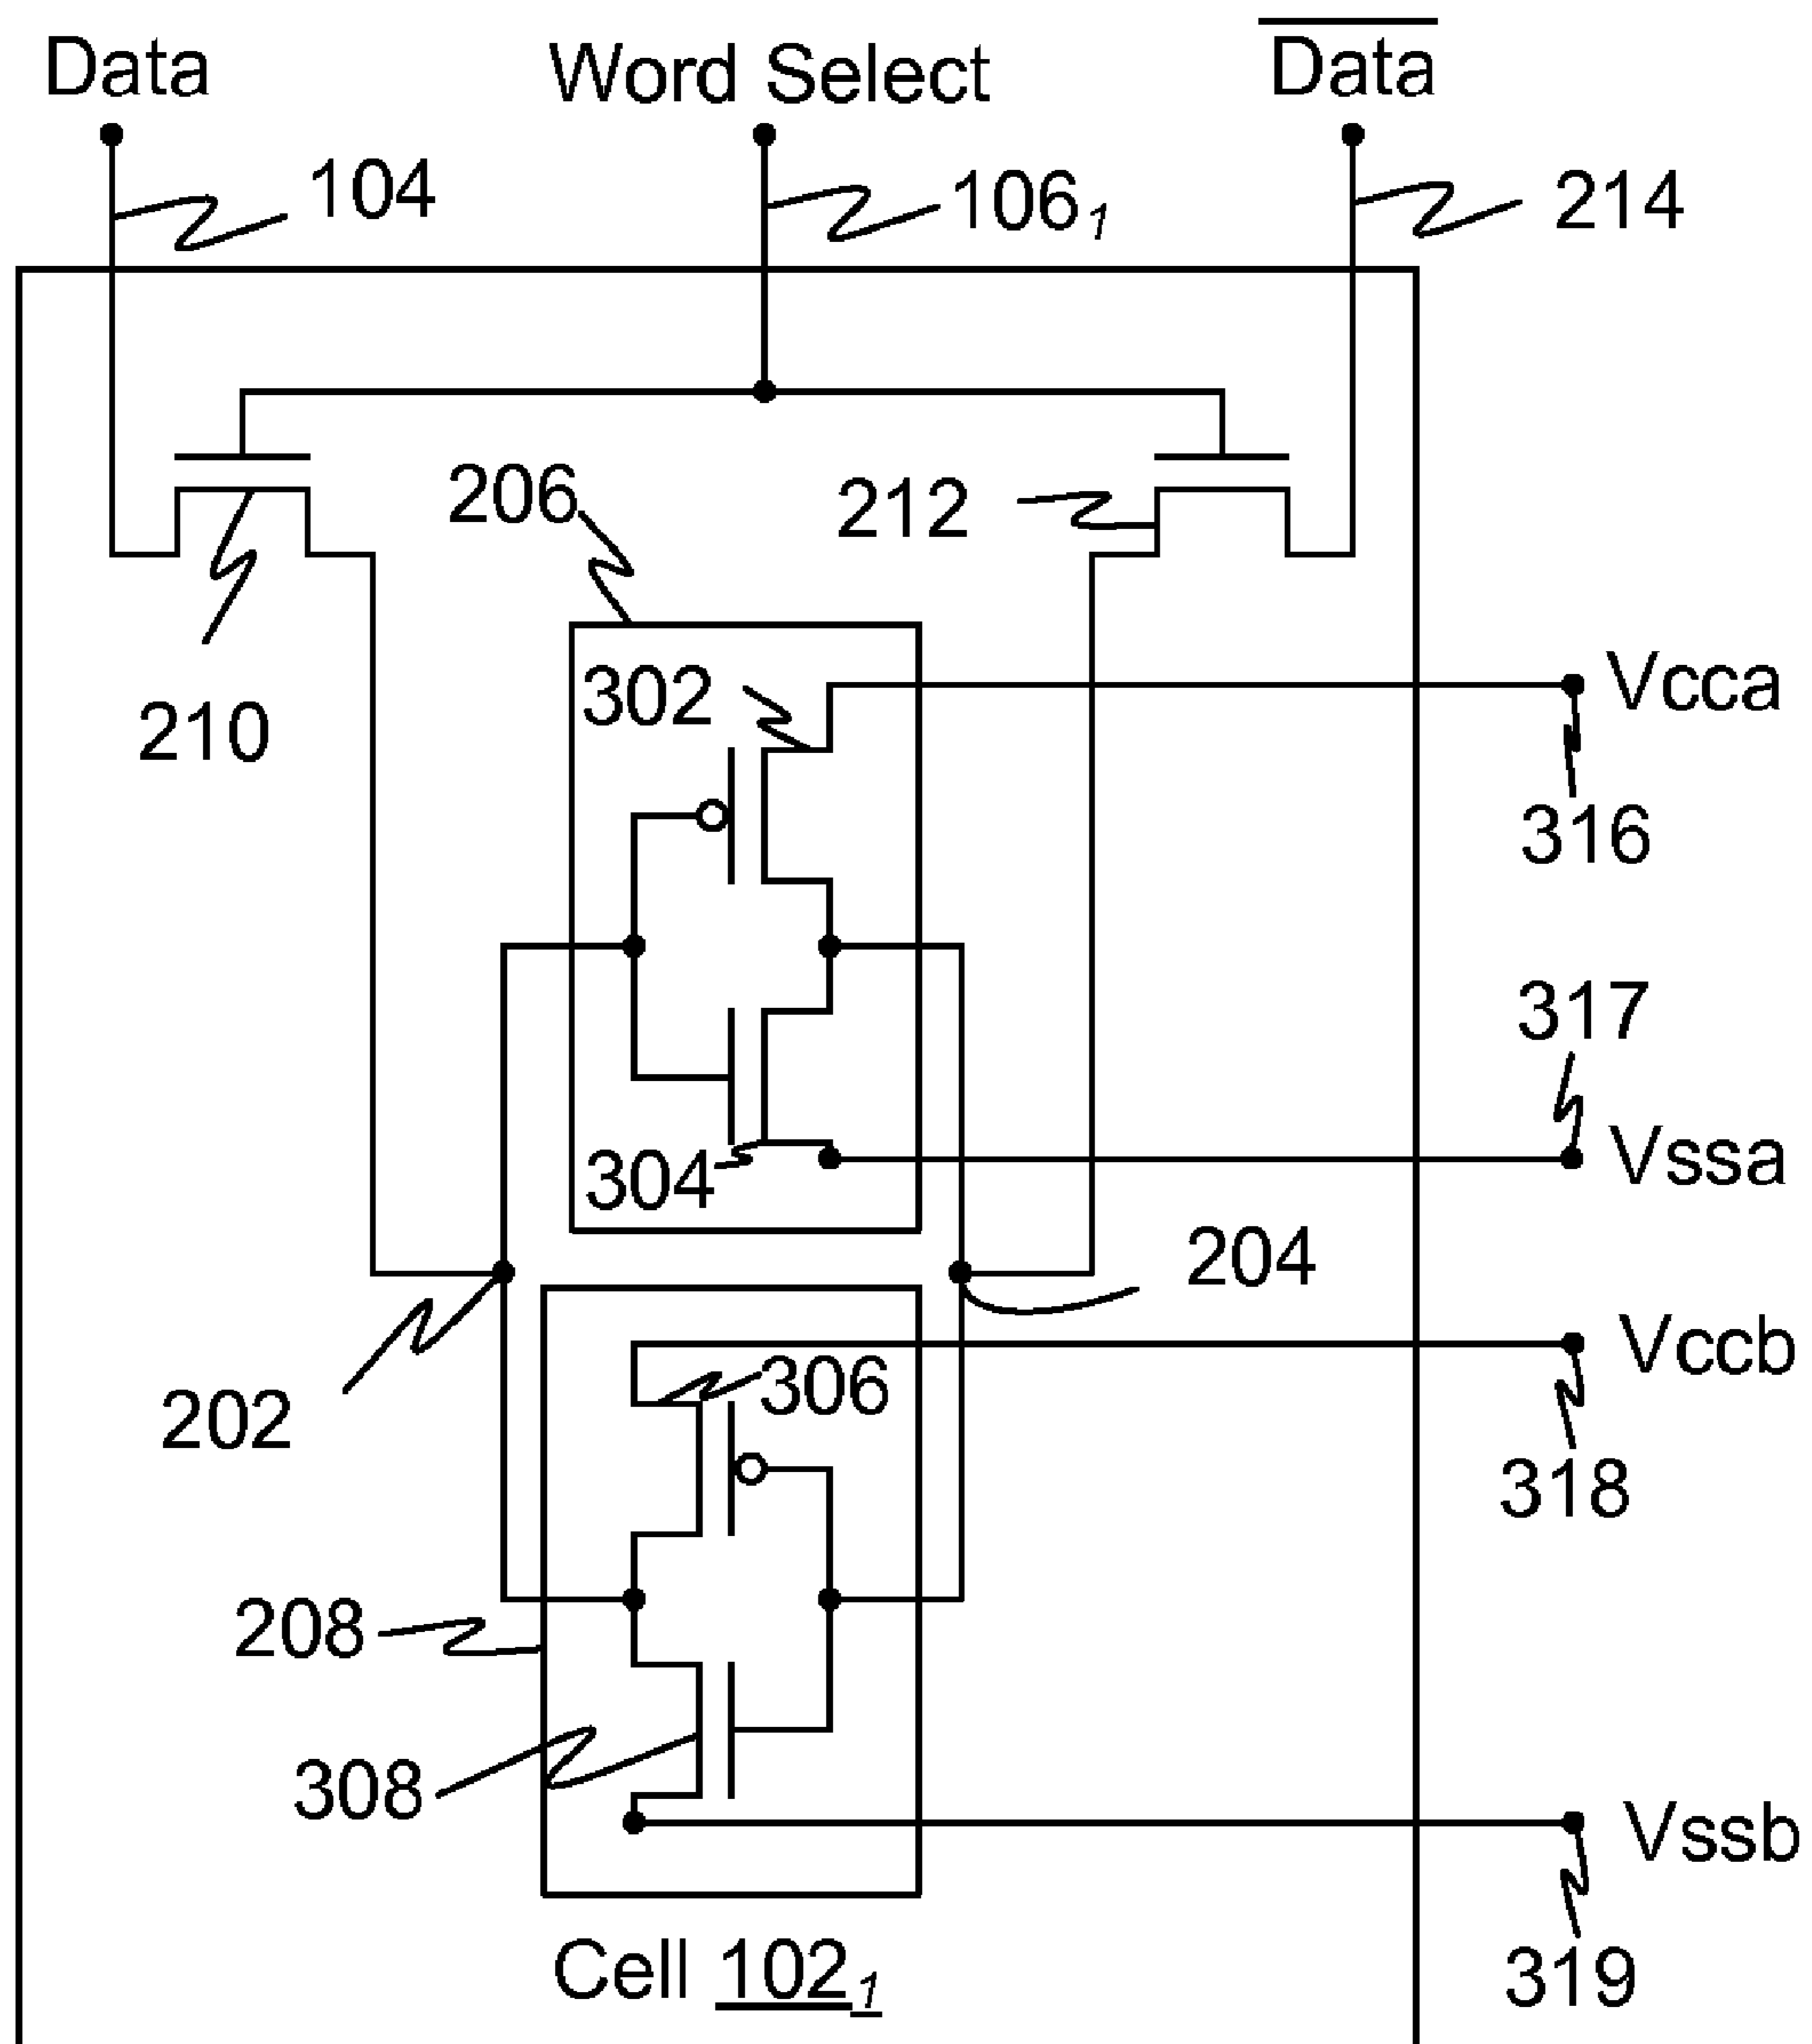 Data
Word Select
Data
104
106₁
214
206
212
210
302
Vcca
316
317
304
Vssa
204
Vccb
306
202
318
208
308
Vssb
319
Cell 102₁